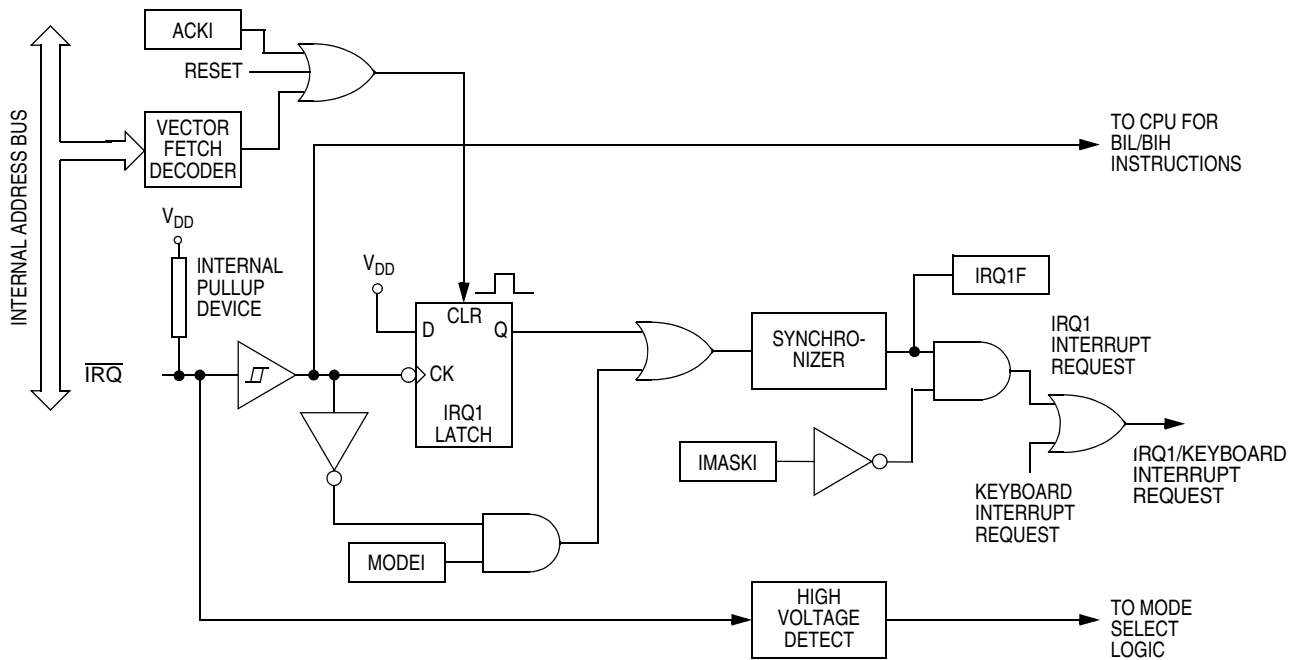 ACKI
RESET
VECTOR
FETCH
DECODER
INTERNAL ADDRESS BUS
TO CPU FOR
BIL/BIH
INSTRUCTIONS
VDD
INTERNAL
PULLUP
DEVICE
VDD
D
CLR
Q
CK
IRQ1
LATCH
IRQ
SYNCHRO-
NIZER
IRQ1F
IRQ1
INTERRUPT
REQUEST
IMASKI
KEYBOARD
INTERRUPT
REQUEST
IRQ1/KEYBOARD
INTERRUPT
REQUEST
MODEI
HIGH
VOLTAGE
DETECT
TO MODE
SELECT
LOGIC